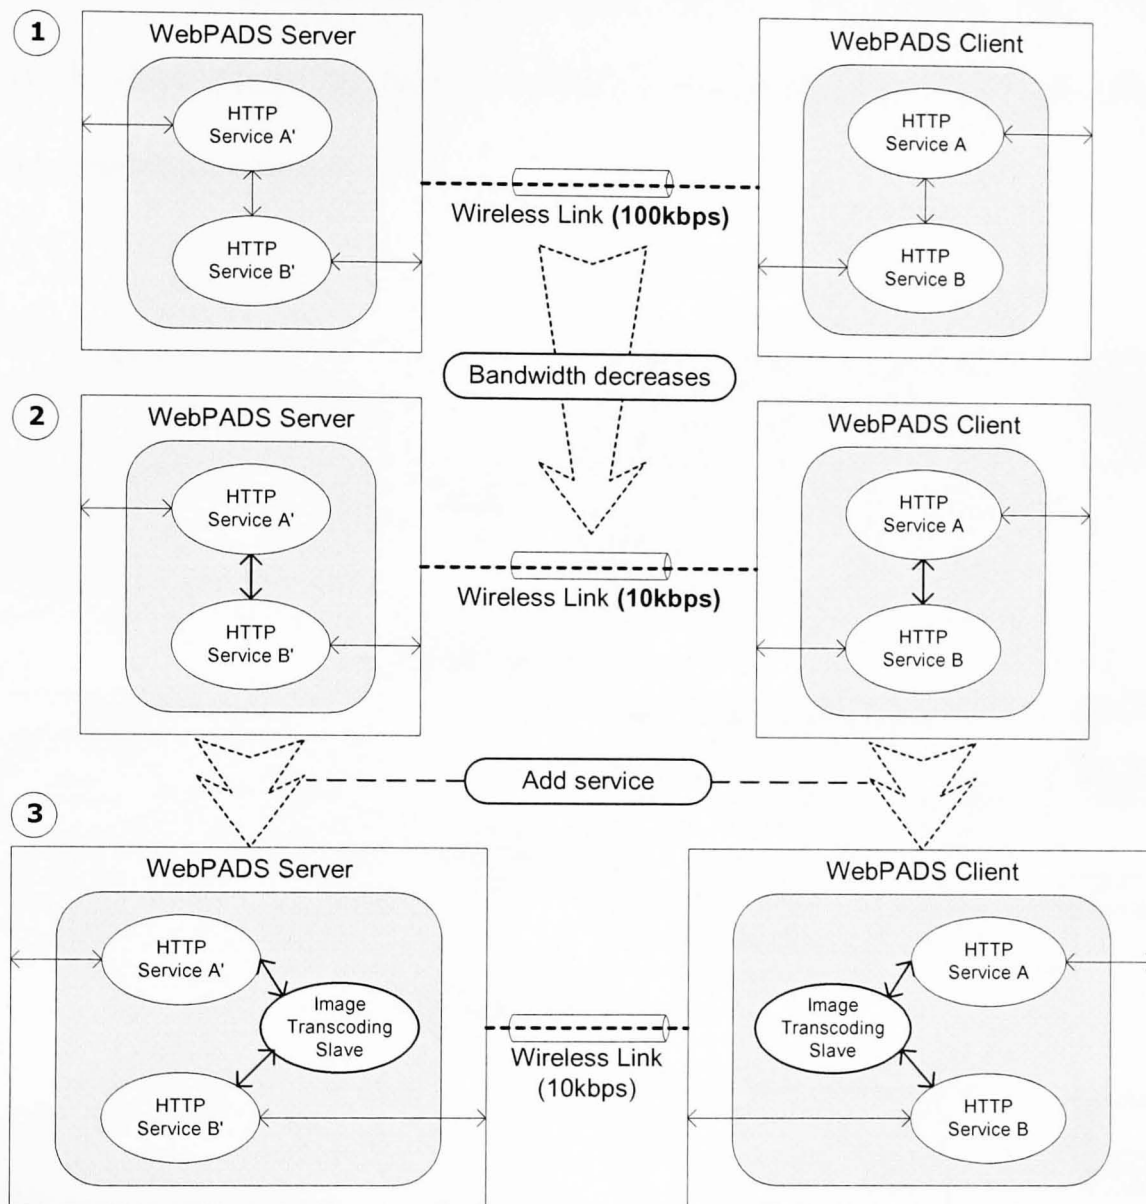 1
WebPADS Server
HTTP
Service A'
HTTP
Service B'
Wireless Link (100kbps)
WebPADS Client
HTTP
Service A
HTTP
Service B
Bandwidth decreases
2
WebPADS Server
HTTP
Service A'
HTTP
Service B'
Wireless Link (10kbps)
WebPADS Client
HTTP
Service A
HTTP
Service B
Add service
3
WebPADS Server
HTTP
Service A'
Image
Transcoding
Slave
HTTP
Service B'
Wireless Link
(10kbps)
WebPADS Client
HTTP
Service A
Image
Transcoding
Slave
HTTP
Service B